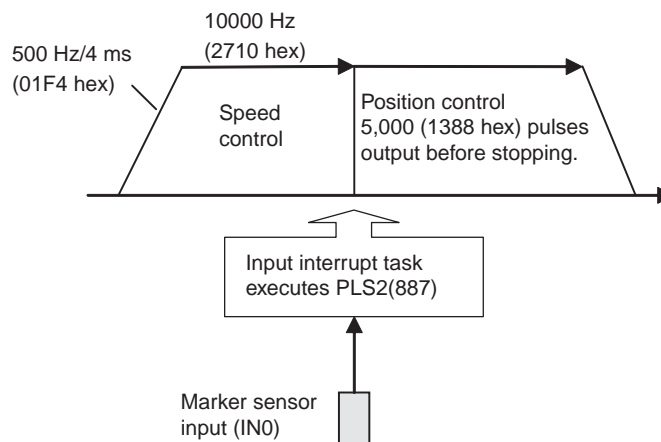 10000 Hz
(2710 hex)
500 Hz/4 ms
(01F4 hex)
Speed
control
Position control
5,000 (1388 hex) pulses
output before stopping.
Input interrupt task
executes PLS2(887)
Marker sensor
input (IN0)